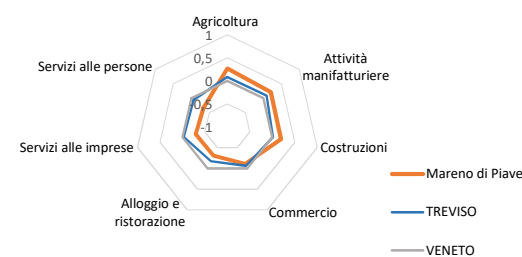 Agricoltura
1
0,5
0
-0,5
-1
Attività
manifatturiere
Costruzioni
Commercio
Alloggio e
ristorazione
Servizi alle imprese
Servizi alle persone
Mareno di Piave
TREVISO
VENETO